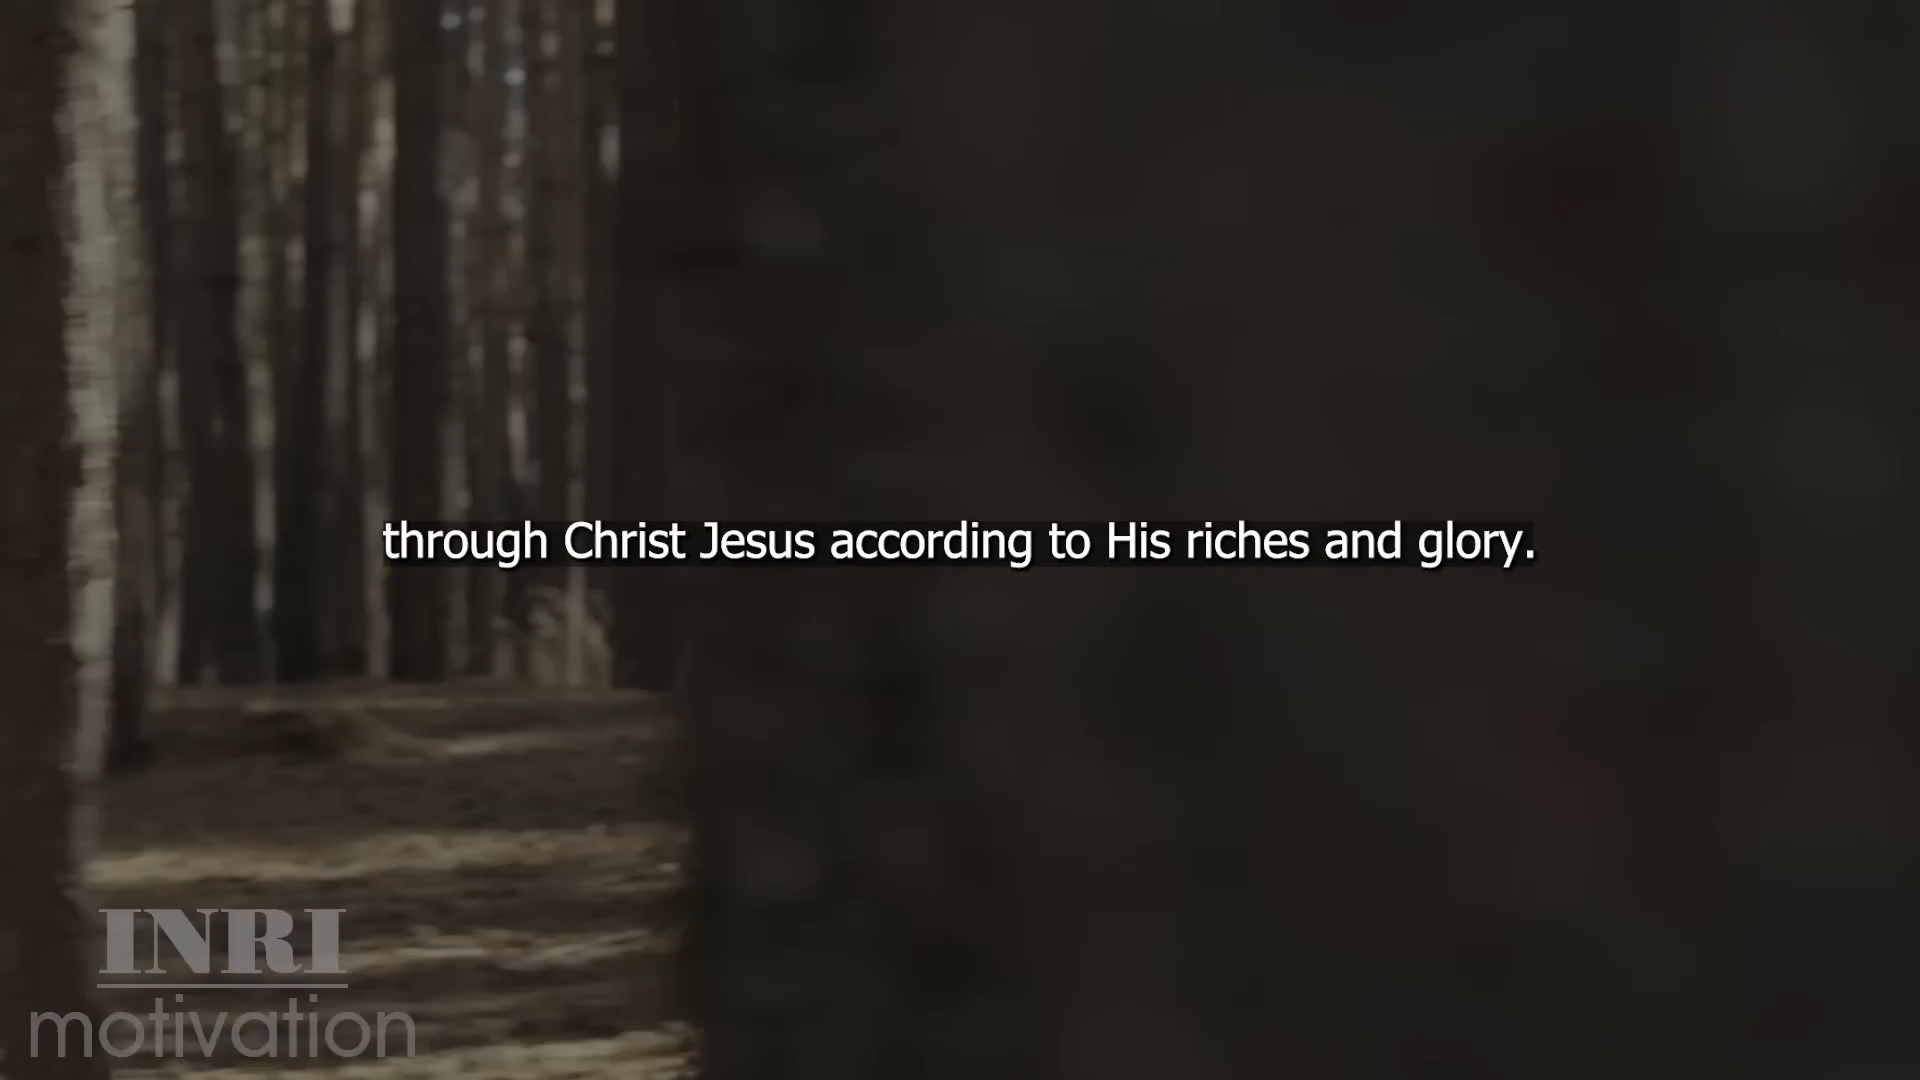 through Christ Jesus according to His riches and glory.
INRI
motivation